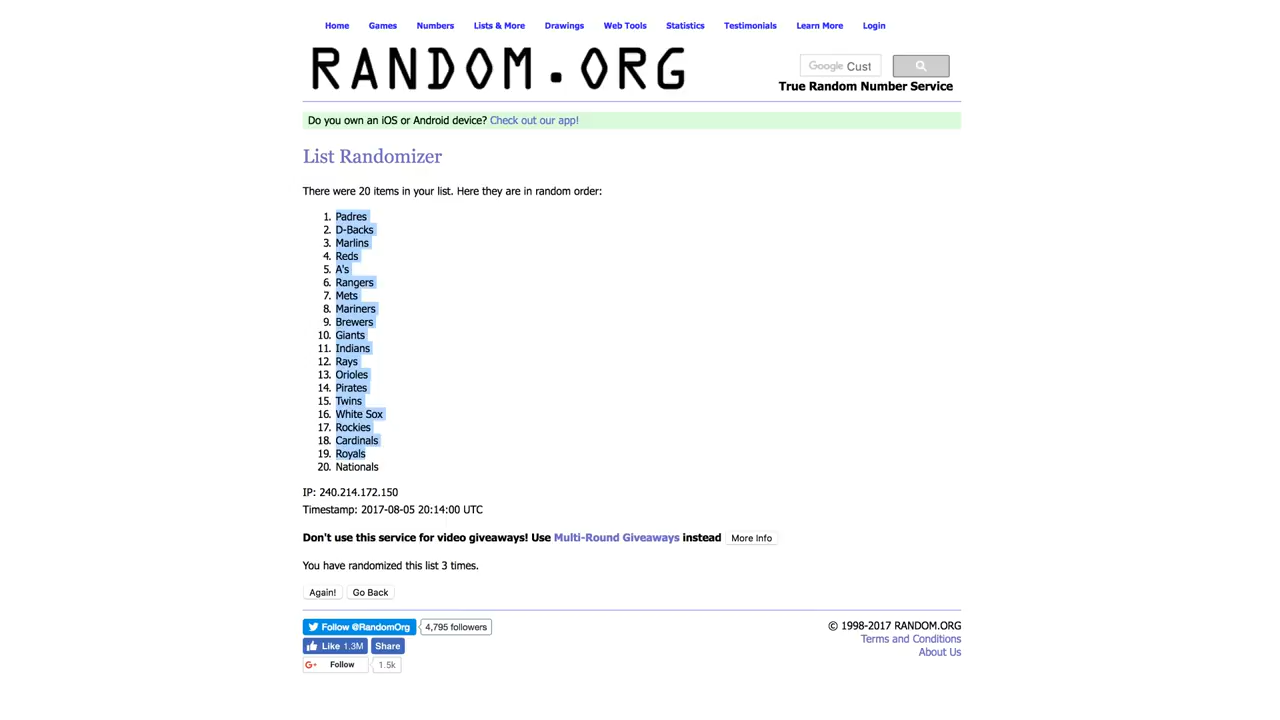 Home Games Numbers Lists & More Drawings Web Tools Statistics Testimonials Learn More Login
RANDOM.ORG
Google Cust
True Random Number Service
Do you own an iOS or Android device? Check out our app!
List Randomizer
There were 20 items in your list. Here they are in random order:
1. Padres
2. D-Backs
3. Marlins
4. Reds
5. A's
6. Rangers
7. Mets
8. Mariners
9. Brewers
10. Giants
11. Indians
12. Rays
13. Orioles
14. Pirates
15. Twins
16. White Sox
17. Rockies
18. Cardinals
19. Royals
20. Nationals
IP: 240.214.172.150
Timestamp: 2017-08-05 20:14:00 UTC
Don't use this service for video giveaways! Use Multi-Round Giveaways instead More Info
You have randomized this list 3 times.
Again! Go Back
Follow @RandomOrg 4,795 followers
Like 1.3M Share
G+ Follow 1.5k
© 1998-2017 RANDOM.ORG
Terms and Conditions
About Us